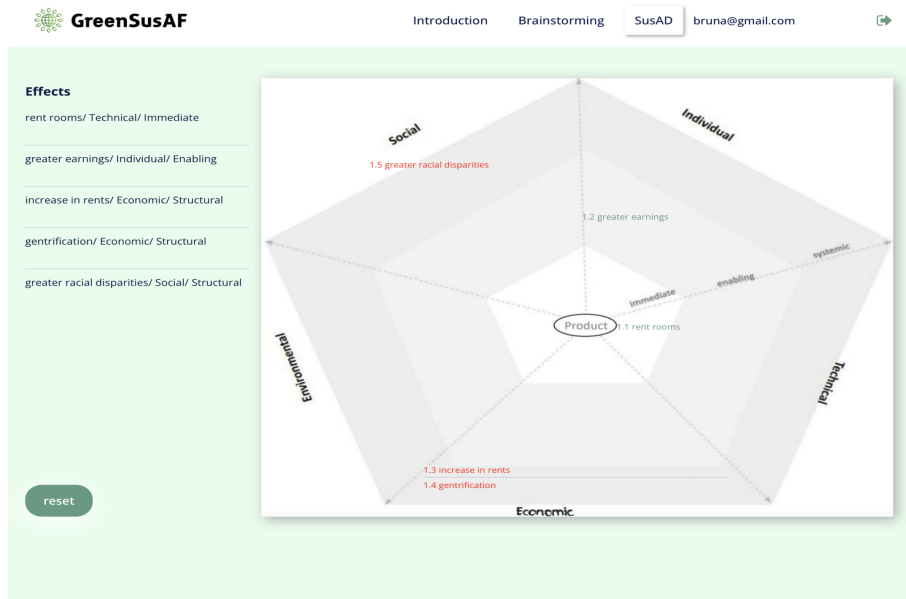 GreenSusAF
Introduction Brainstorming SusAD bruna@gmail.com
Effects
rent rooms/ Technical/ Immediate
greater earnings/ Individual/ Enabling
increase in rents/ Economic/ Structural
gentrification/ Economic/ Structural
greater racial disparities/ Social/ Structural
reset
Social
Individual
1.5 greater racial disparities
1.2 greater earnings
systemic
enabling
immediate
Product
1.1 rent rooms
Environmental
Technical
1.3 increase in rents
1.4 gentrification
Economic